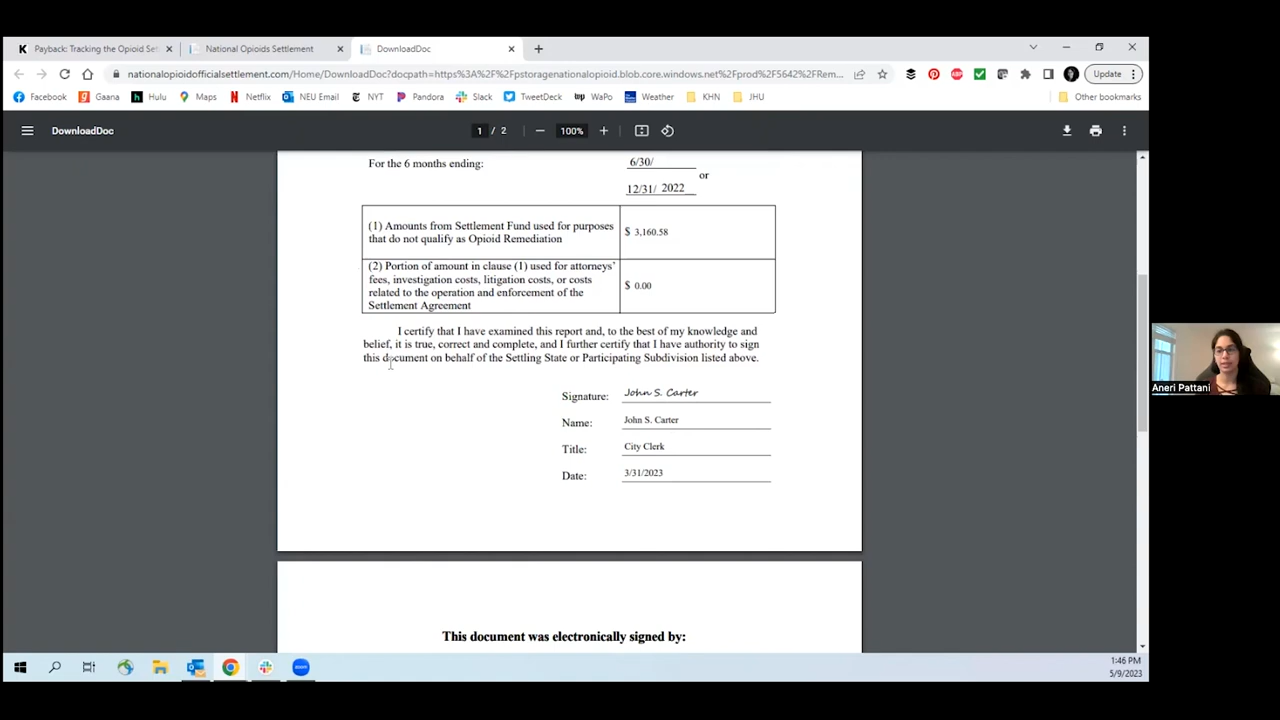 Payback: Tracking the Opioid Set
National Opioids Settlement
DownloadDoc
nationalopioidofficialsettlement.com/Home/DownloadDoc?docpath=https%3A%2F%2Fpstoragenationalopioid.blob.core.windows.net%2Fprod%2F5642%2FRem...
Update
Facebook
Gaana
Hulu
Maps
Netflix
NEU Email
NYT
Pandora
Slack
TweetDeck
WaPo
Weather
KHN
JHU
Other bookmarks
DownloadDoc
1 / 2
100%
For the 6 months ending:
6/30/
or
12/31/ 2022
(1) Amounts from Settlement Fund used for purposes
that do not qualify as Opioid Remediation
$ 3,160.58
(2) Portion of amount in clause (1) used for attorneys'
fees, investigation costs, litigation costs, or costs
related to the operation and enforcement of the
Settlement Agreement
$ 0.00
I certify that I have examined this report and, to the best of my knowledge and
belief, it is true, correct and complete, and I further certify that I have authority to sign
this document on behalf of the Settling State or Participating Subdivision listed above.
Signature: John S. Carter
Name: John S. Carter
Title: City Clerk
Date: 3/31/2023
This document was electronically signed by:
Aneri Pattani
1:46 PM
5/9/2023